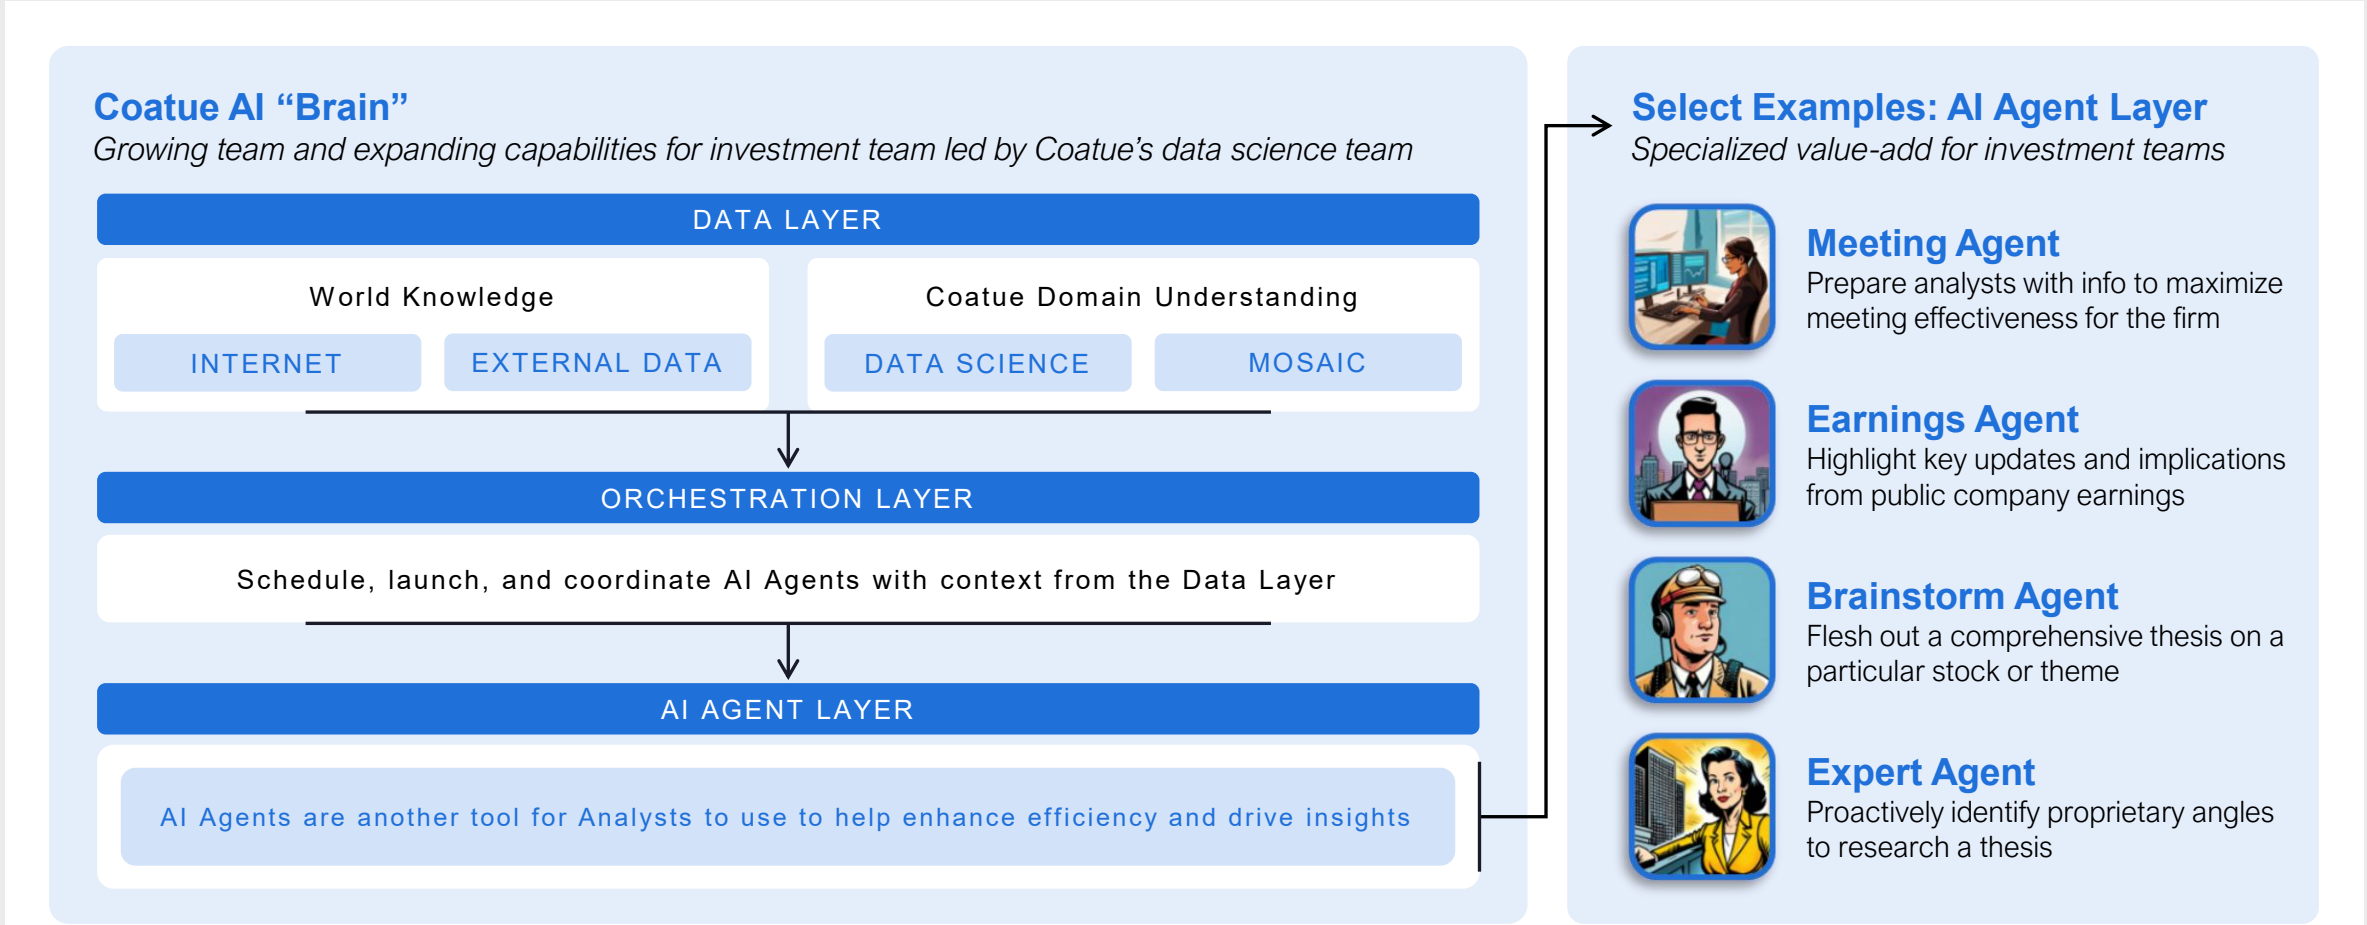 Coatue AI “Brain”
Growing team and expanding capabilities for investment team led by Coatue’s data science team
DATA LAYER
World Knowledge
INTERNET
EXTERNAL DATA
Coatue Domain Understanding
DATA SCIENCE
MOSAIC
ORCHESTRATION LAYER
Schedule, launch, and coordinate AI Agents with context from the Data Layer
AI AGENT LAYER
AI Agents are another tool for Analysts to use to help enhance efficiency and drive insights
Select Examples: AI Agent Layer
Specialized value-add for investment teams
Meeting Agent
Prepare analysts with info to maximize
meeting effectiveness for the firm
Earnings Agent
Highlight key updates and implications
from public company earnings
Brainstorm Agent
Flesh out a comprehensive thesis on a
particular stock or theme
Expert Agent
Proactively identify proprietary angles
to research a thesis